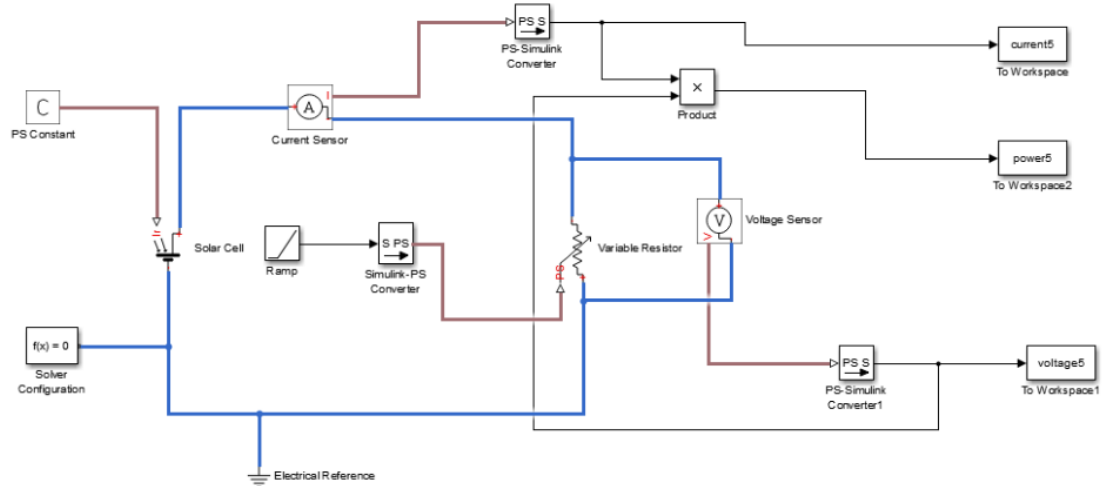 PS S
PS-Simulink
Converter
current5
To Workspace
C
PS Constant
I
A
Current Sensor
×
Product
power5
To Workspace2
Ir
Solar Cell
Ramp
S PS
Simulink-PS
Converter
PS
Variable Resistor
V
V
Voltage Sensor
f(x) = 0
Solver
Configuration
PS S
PS-Simulink
Converter1
voltage5
To Workspace1
Electrical Reference